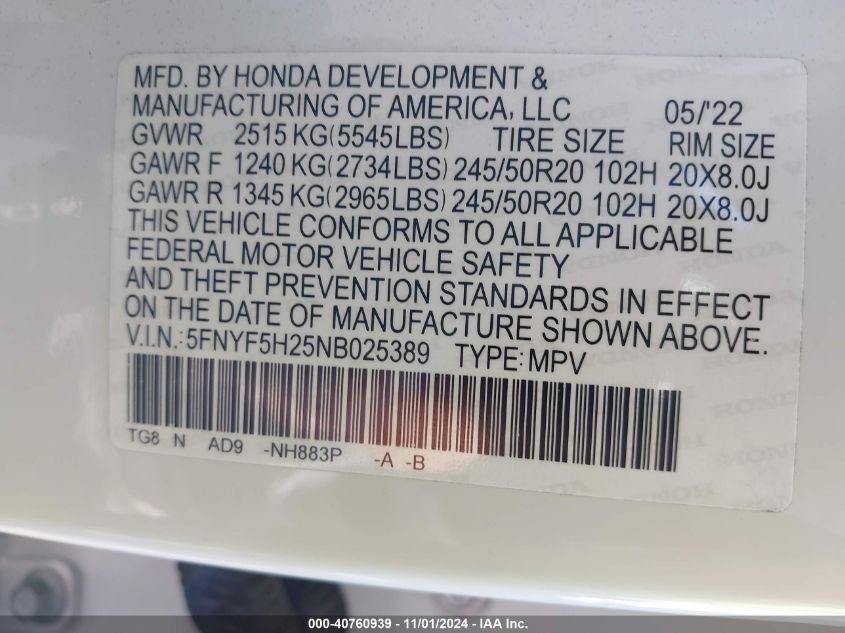 MFD. BY HONDA DEVELOPMENT &
MANUFACTURING OF AMERICA, LLC 05/'22
GVWR 2515 KG(5545LBS) TIRE SIZE RIM SIZE
GAWR F 1240 KG(2734LBS) 245/50R20 102H 20X8.0J
GAWR R 1345 KG(2965LBS) 245/50R20 102H 20X8.0J
THIS VEHICLE CONFORMS TO ALL APPLICABLE
FEDERAL MOTOR VEHICLE SAFETY
AND THEFT PREVENTION STANDARDS IN EFFECT
ON THE DATE OF MANUFACTURE SHOWN ABOVE.
V.I.N.:5FNYF5H25NB025389 TYPE:MPV
TG8 N AD9 -NH883P -A -B
000-40760939 - 11/01/2024 - IAA Inc.